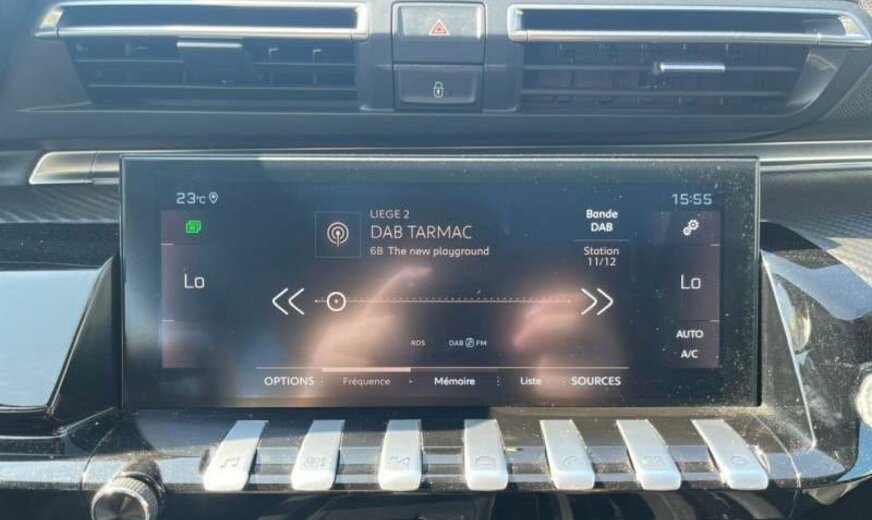 23°C 15:55
LIEGE 2
DAB TARMAC
6B The new playground
Bande
DAB
Station
11/12
Lo Lo
RDS DAB FM
AUTO
A/C
OPTIONS Fréquence Mémoire Liste SOURCES